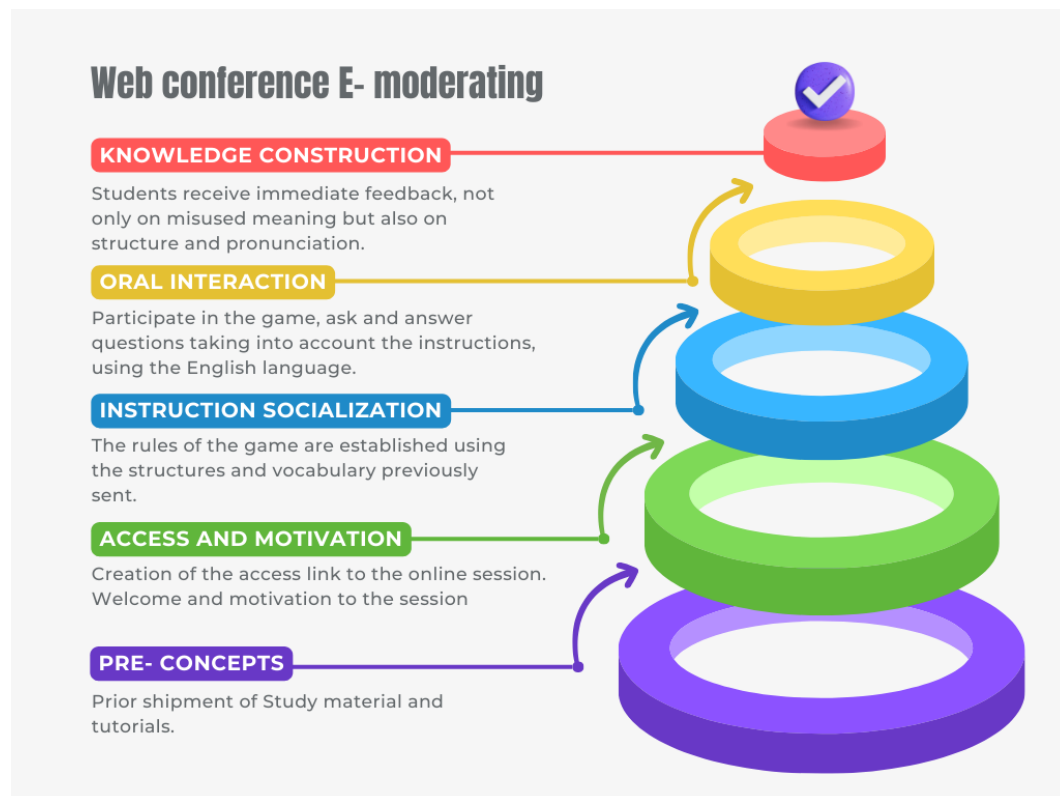 Web conference E- moderating
KNOWLEDGE CONSTRUCTION
Students receive immediate feedback, not
only on misused meaning but also on
structure and pronunciation.
ORAL INTERACTION
Participate in the game, ask and answer
questions taking into account the instructions,
using the English language.
INSTRUCTION SOCIALIZATION
The rules of the game are established using
the structures and vocabulary previously
sent.
ACCESS AND MOTIVATION
Creation of the access link to the online session.
Welcome and motivation to the session
PRE- CONCEPTS
Prior shipment of Study material and
tutorials.